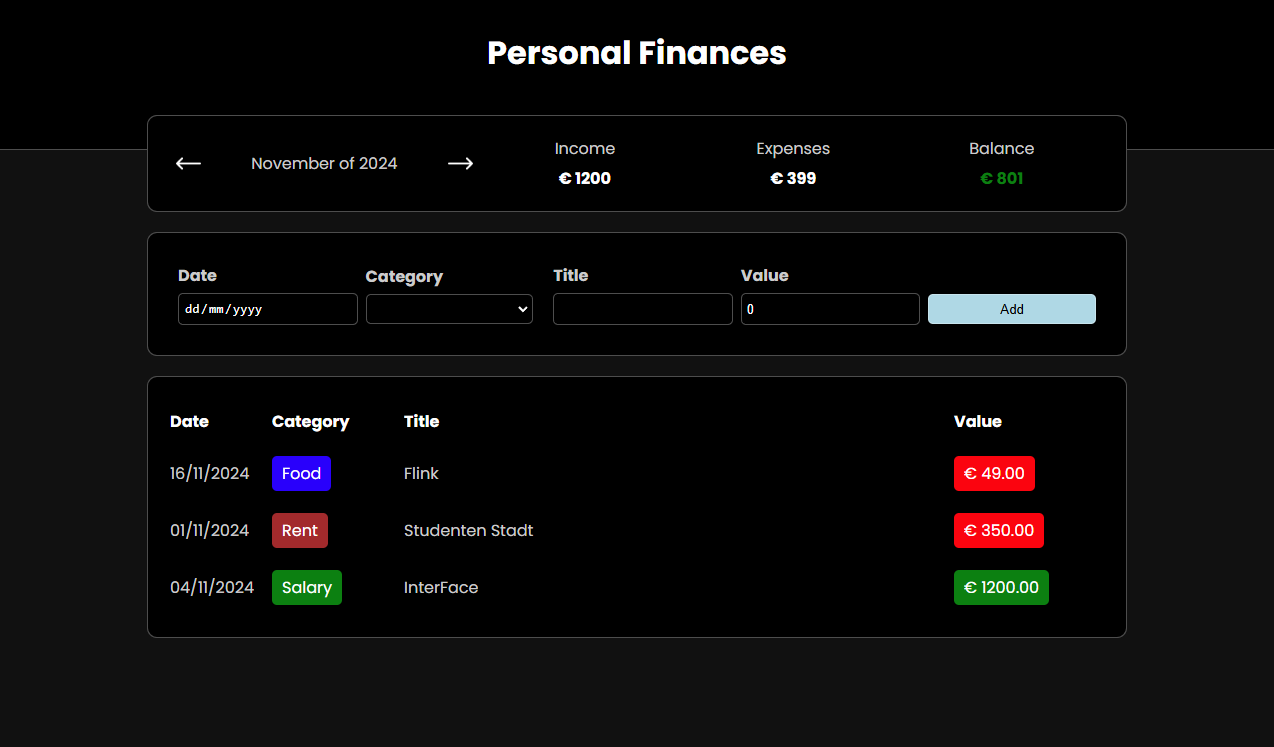 Personal Finances
November of 2024
Income
€ 1200
Expenses
€ 399
Balance
€ 801
Date
Category
Title
Value
dd/mm/yyyy
0
Add
Date Category Title Value
16/11/2024 Food Flink € 49.00
01/11/2024 Rent Studenten Stadt € 350.00
04/11/2024 Salary InterFace € 1200.00